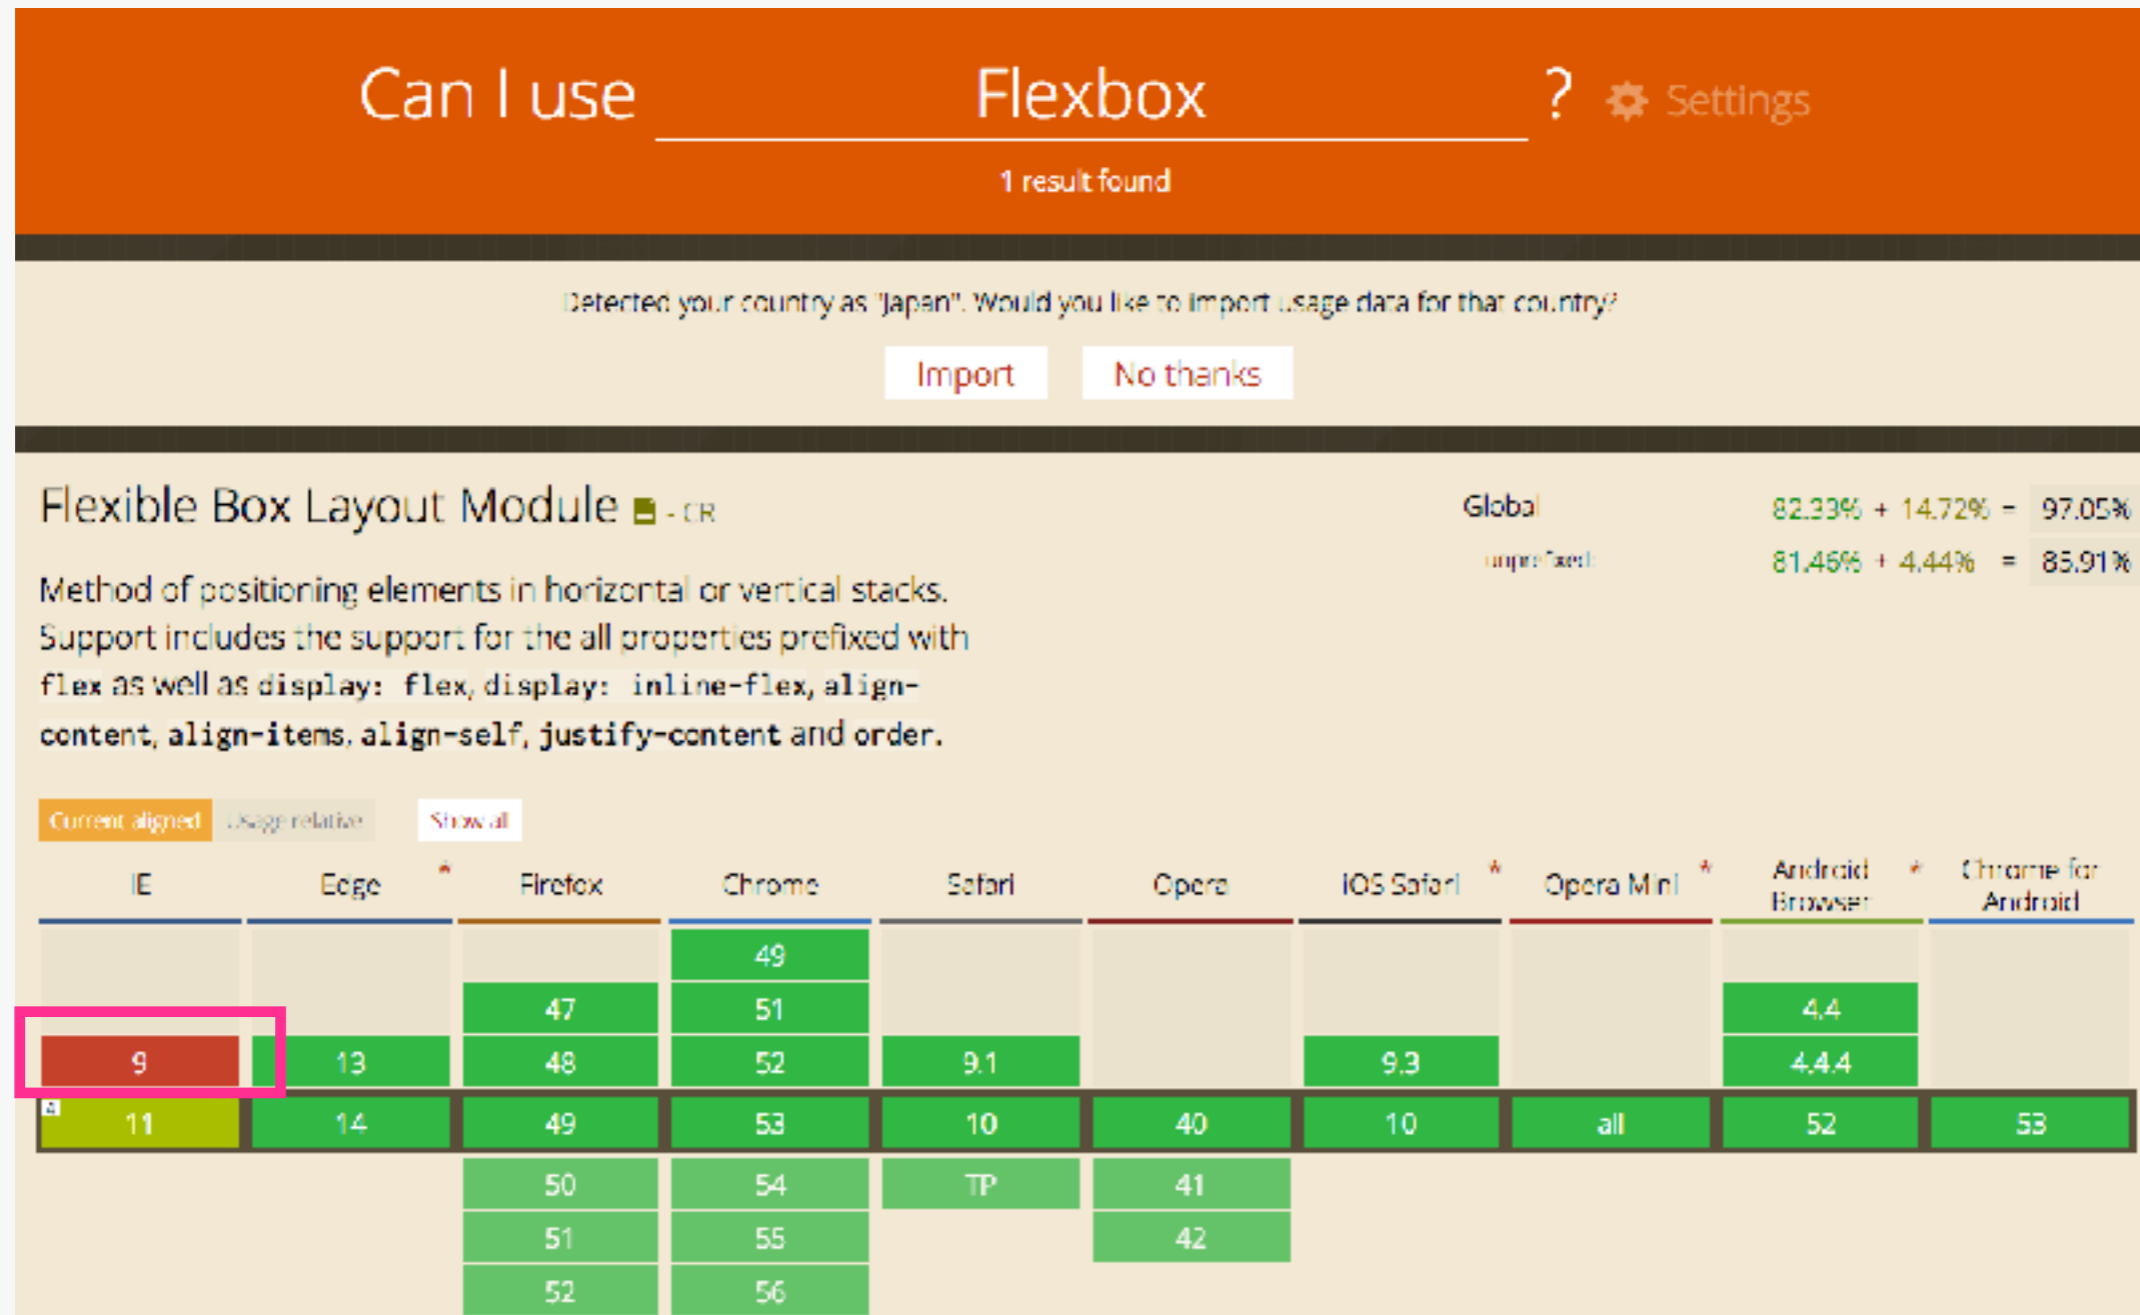 Can I use Flexbox ? Settings
1 result found
Detected your country as "Japan". Would you like to import usage data for that country?
Import No thanks
Flexible Box Layout Module - CR
Global 82.33% + 14.72% = 97.05%
unprefixed: 81.46% + 4.44% = 85.91%
Method of positioning elements in horizontal or vertical stacks.
Support includes the support for the all properties prefixed with
flex as well as display: flex, display: inline-flex, align-
content, align-items, align-self, justify-content and order.
Current aligned Usage relative Show all
IE Edge * Firefox Chrome Safari Opera iOS Safari * Opera Mini * Android Browser * Chrome for Android
49
47 51 4.4
9 13 48 52 9.1 9.3 4.4.4
4 11 14 49 53 10 40 10 all 52 53
50 54 TP 41
51 55 42
52 56